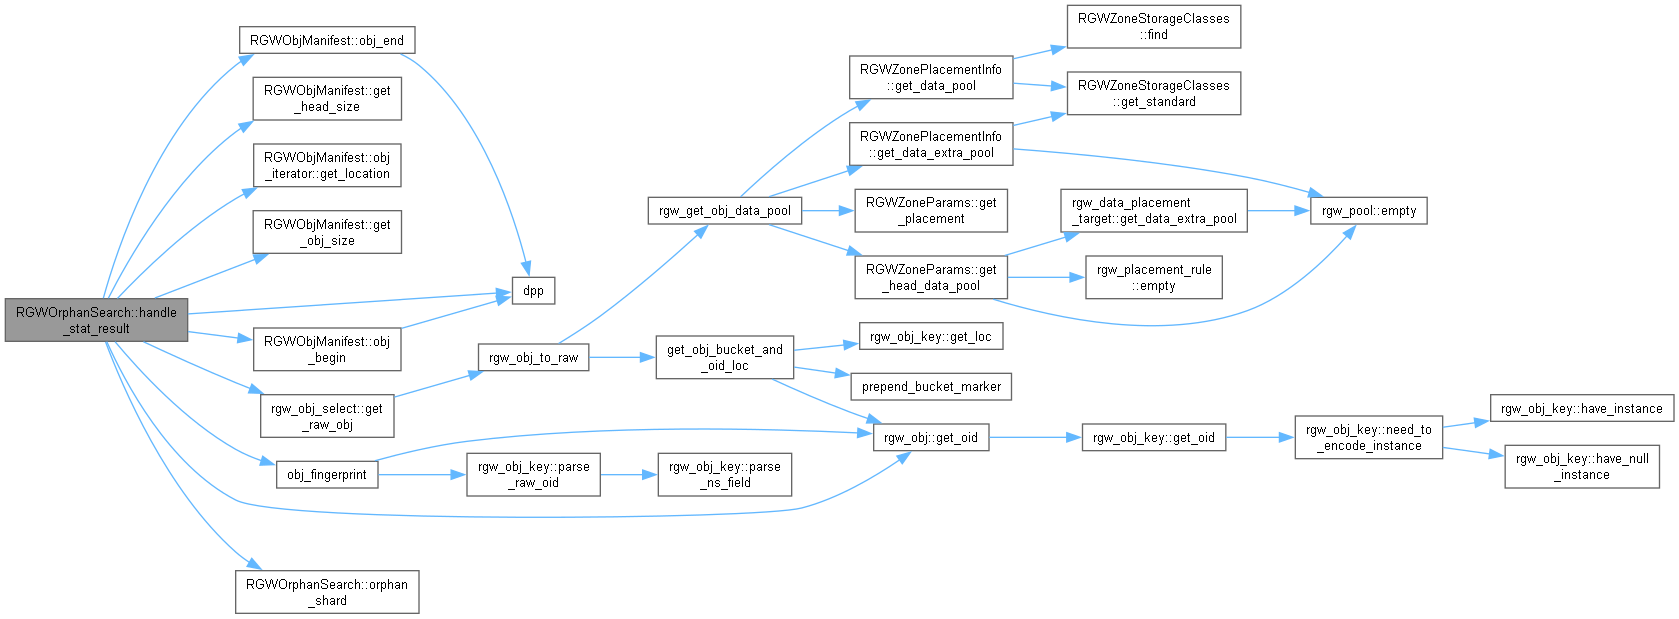 RGWOrphanSearch::handle
_stat_result
RGWObjManifest::obj_end
RGWObjManifest::get
_head_size
RGWObjManifest::obj
_iterator::get_location
RGWObjManifest::get
_obj_size
dpp
RGWObjManifest::obj
_begin
rgw_obj_select::get
_raw_obj
obj_fingerprint
RGWOrphanSearch::orphan
_shard
rgw_obj_to_raw
rgw_obj_key::parse
_raw_oid
rgw_get_obj_data_pool
get_obj_bucket_and
_oid_loc
rgw_obj_key::parse
_ns_field
RGWZonePlacementInfo
::get_data_pool
RGWZonePlacementInfo
::get_data_extra_pool
RGWZoneParams::get
_placement
RGWZoneParams::get
_head_data_pool
rgw_obj_key::get_loc
prepend_bucket_marker
rgw_obj::get_oid
RGWZoneStorageClasses
::find
RGWZoneStorageClasses
::get_standard
rgw_data_placement
_target::get_data_extra_pool
rgw_placement_rule
::empty
rgw_obj_key::get_oid
rgw_pool::empty
rgw_obj_key::need_to
_encode_instance
rgw_obj_key::have_instance
rgw_obj_key::have_null
_instance